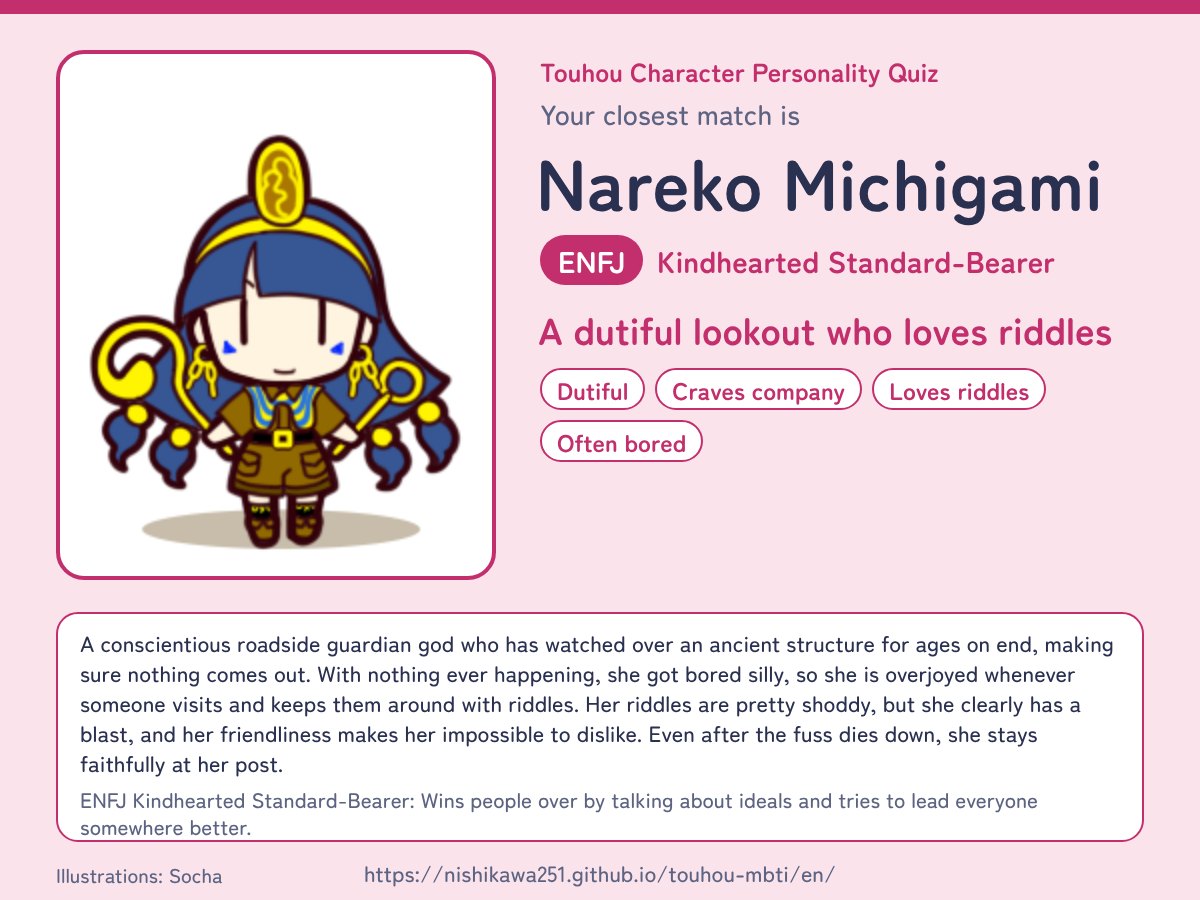 Touhou Character Personality Quiz
Your closest match is
Nareko Michigami
ENFJ Kindhearted Standard-Bearer
A dutiful lookout who loves riddles
Dutiful Craves company Loves riddles
Often bored
A conscientious roadside guardian god who has watched over an ancient structure for ages on end, making
sure nothing comes out. With nothing ever happening, she got bored silly, so she is overjoyed whenever
someone visits and keeps them around with riddles. Her riddles are pretty shoddy, but she clearly has a
blast, and her friendliness makes her impossible to dislike. Even after the fuss dies down, she stays
faithfully at her post.
ENFJ Kindhearted Standard-Bearer: Wins people over by talking about ideals and tries to lead everyone
somewhere better.
Illustrations: Socha https://nishikawa251.github.io/touhou-mbti/en/